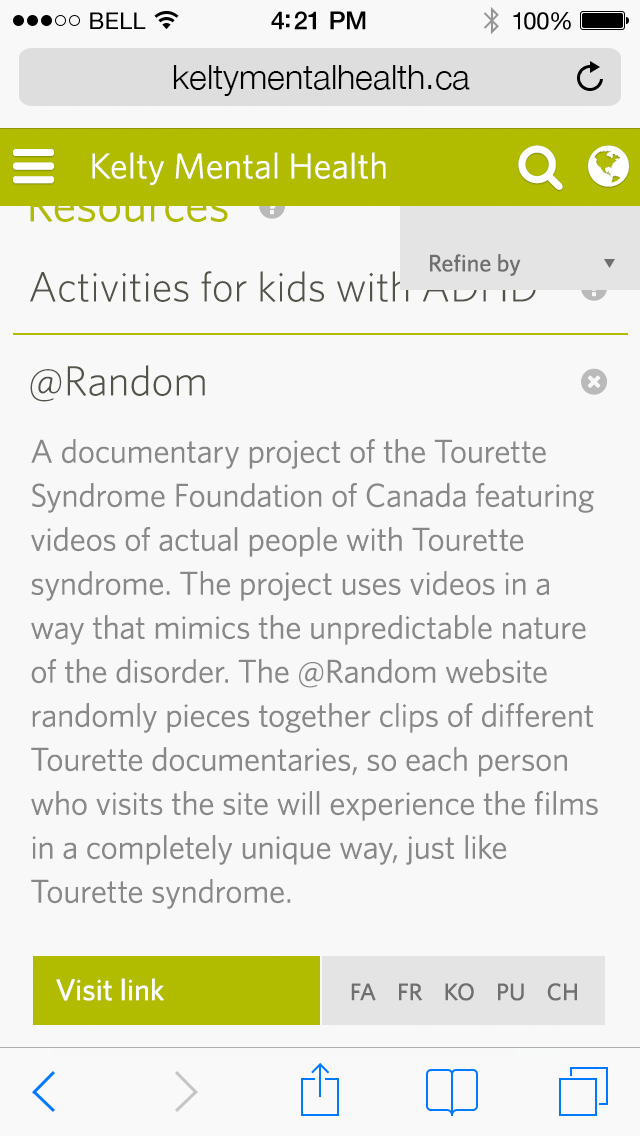 BELL 4:21 PM 100%
keltymentalhealth.ca
Kelty Mental Health
Resources ?
Refine by
Activities for kids with ADHD ?
@Random
A documentary project of the Tourette
Syndrome Foundation of Canada featuring
videos of actual people with Tourette
syndrome. The project uses videos in a
way that mimics the unpredictable nature
of the disorder. The @Random website
randomly pieces together clips of different
Tourette documentaries, so each person
who visits the site will experience the films
in a completely unique way, just like
Tourette syndrome.
Visit link FA FR KO PU CH